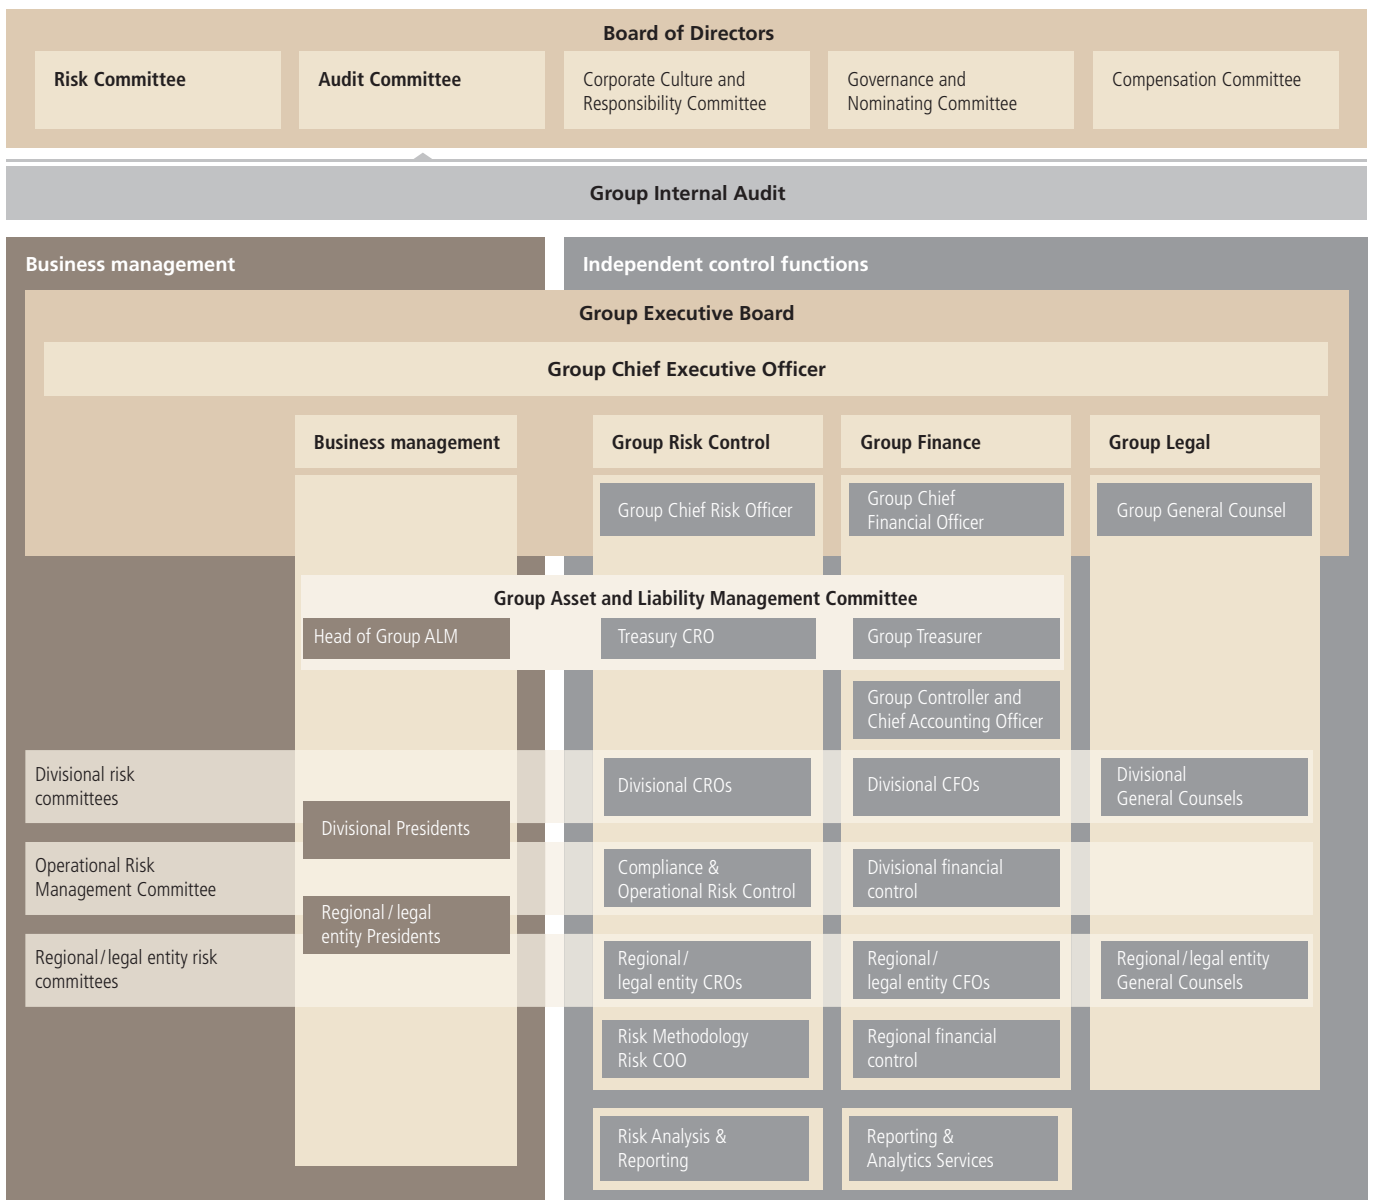 Board of Directors
Risk Committee
Audit Committee
Corporate Culture and
Responsibility Committee
Governance and
Nominating Committee
Compensation Committee
Group Internal Audit
Business management
Independent control functions
Group Executive Board
Group Chief Executive Officer
Business management
Group Risk Control
Group Finance
Group Legal
Group Chief Risk Officer
Group Chief
Financial Officer
Group General Counsel
Group Asset and Liability Management Committee
Head of Group ALM
Treasury CRO
Group Treasurer
Group Controller and
Chief Accounting Officer
Divisional risk
committees
Divisional Presidents
Divisional CROs
Divisional CFOs
Divisional
General Counsels
Operational Risk
Management Committee
Compliance &
Operational Risk Control
Divisional financial
control
Regional / legal
entity Presidents
Regional / legal entity risk
committees
Regional /
legal entity CROs
Regional /
legal entity CFOs
Regional / legal entity
General Counsels
Risk Methodology
Risk COO
Regional financial
control
Risk Analysis &
Reporting
Reporting &
Analytics Services